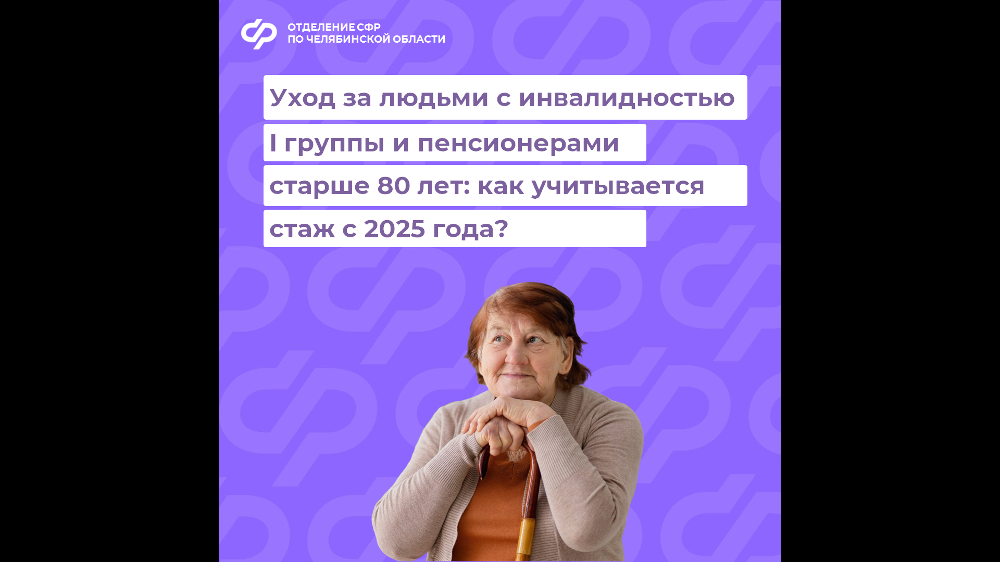 ОТДЕЛЕНИЕ СФР
ПО ЧЕЛЯБИНСКОЙ ОБЛАСТИ
Уход за людьми с инвалидностью
I группы и пенсионерами
старше 80 лет: как учитывается
стаж с 2025 года?